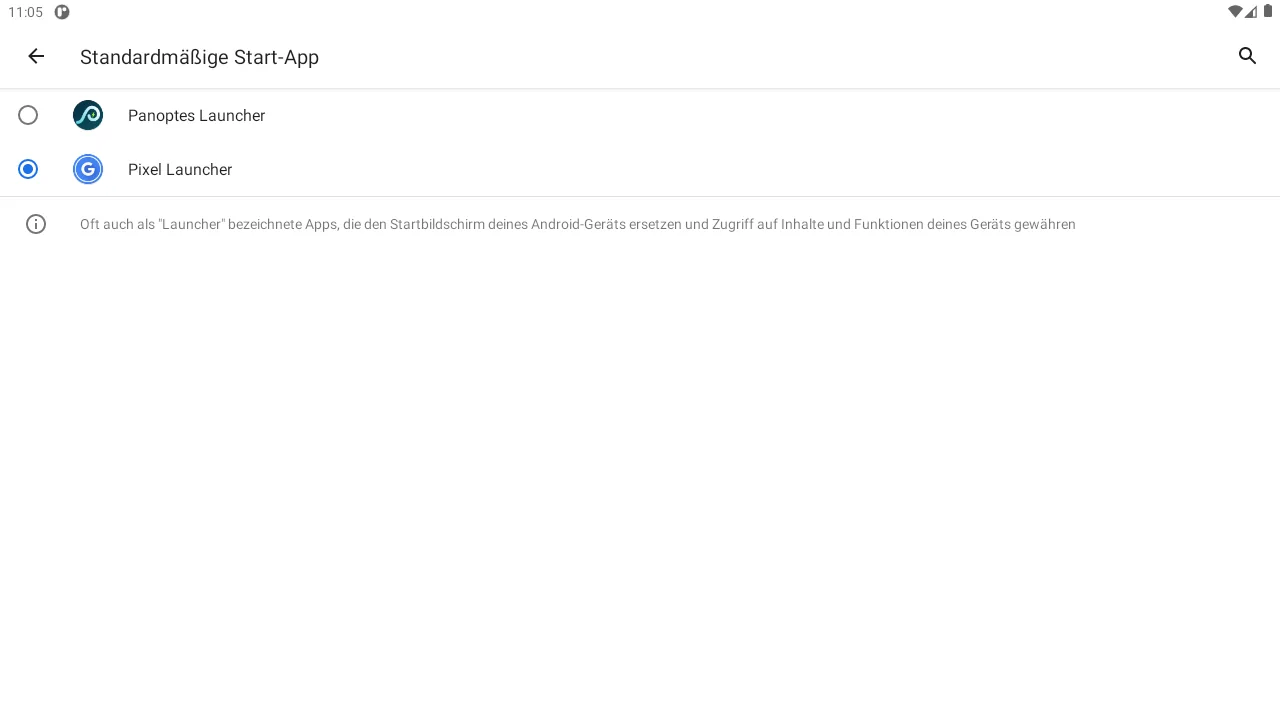 11:05
Standardmäßige Start-App
Panoptes Launcher
Pixel Launcher
Oft auch als "Launcher" bezeichnete Apps, die den Startbildschirm deines Android-Geräts ersetzen und Zugriff auf Inhalte und Funktionen deines Geräts gewähren